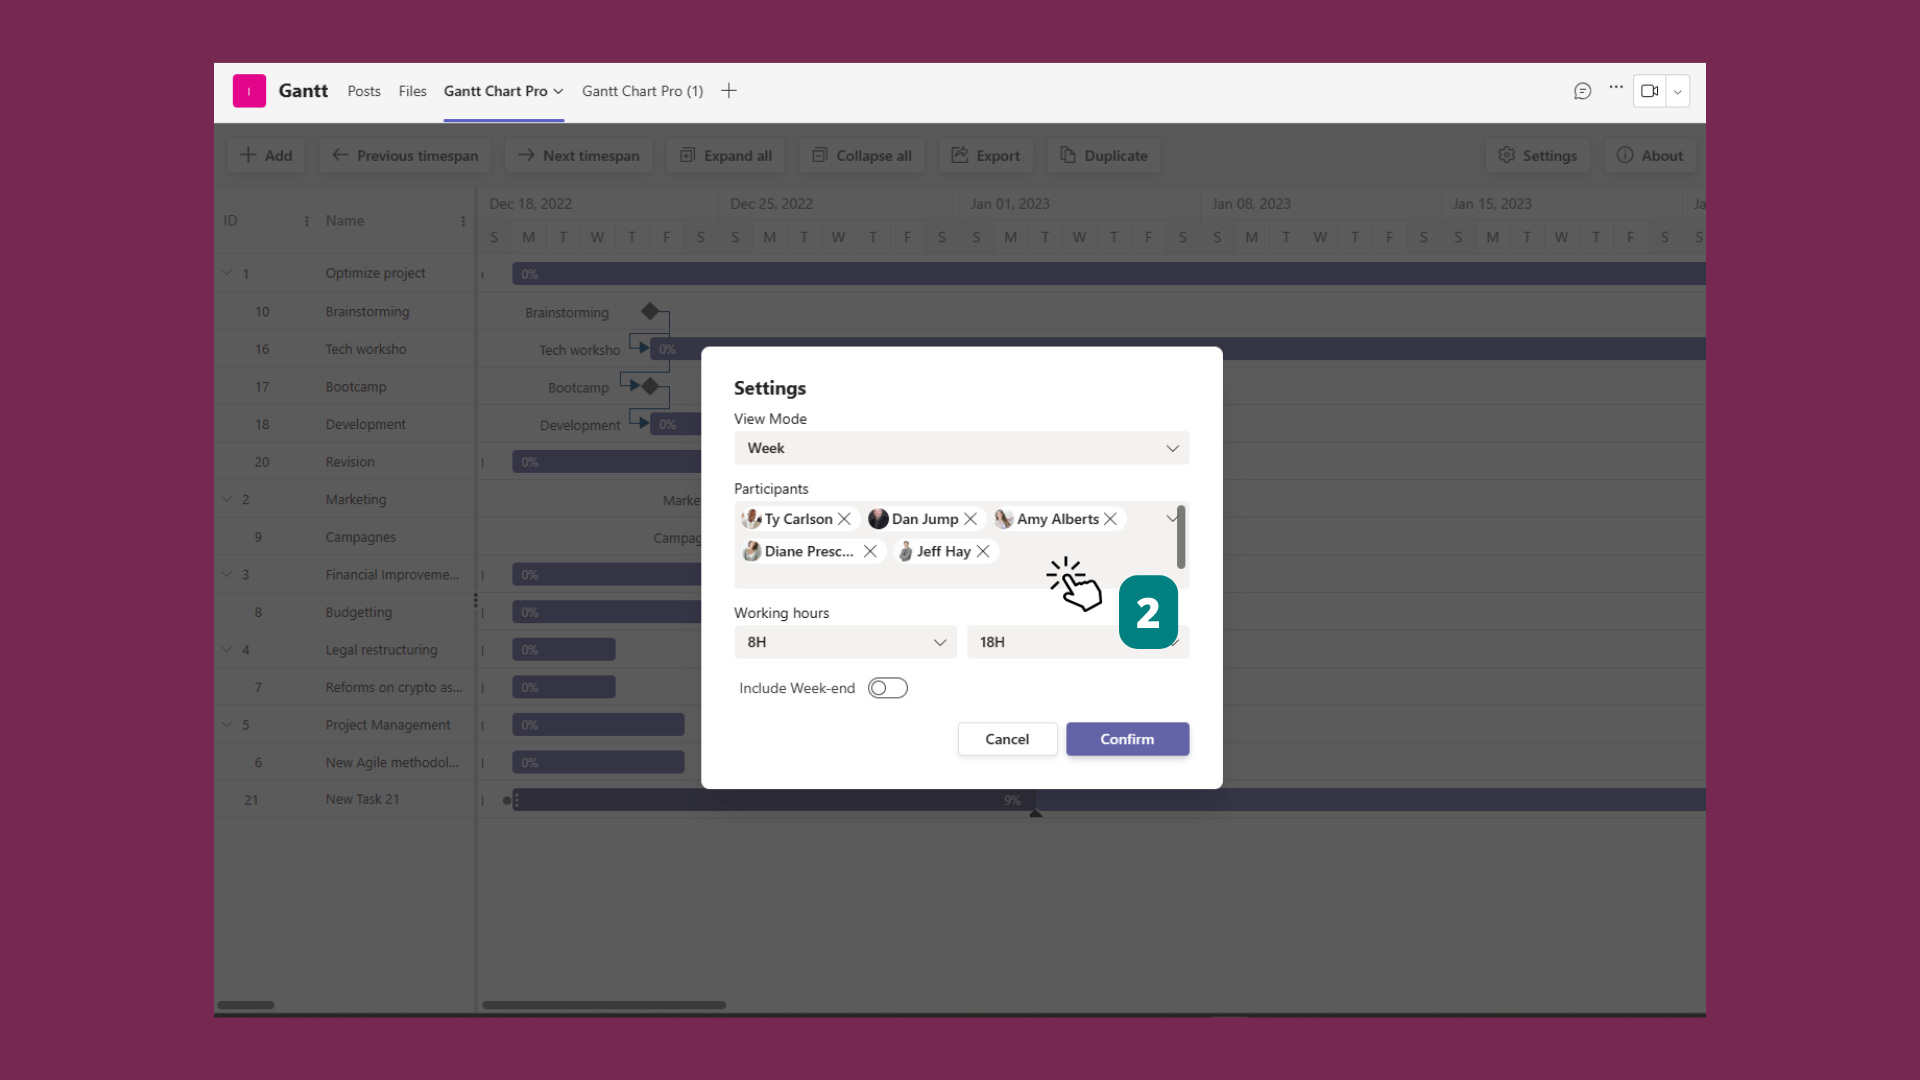 I Gantt Posts Files Gantt Chart Pro Gantt Chart Pro (1)
Add Previous timespan Next timespan Expand all Collapse all Export Duplicate Settings About
ID Name Dec 18, 2022 Dec 25, 2022 Jan 01, 2023 Jan 08, 2023 Jan 15, 2023 Ja
S M T W T F S S M T W T F S S M T W T F S S M T W T F S S M T W T F S S
1 Optimize project 0%
10 Brainstorming Brainstorming
16 Tech worksho Tech worksho 0%
17 Bootcamp Bootcamp
18 Development Development 0%
20 Revision 0%
2 Marketing Marke
9 Campagnes Campag
3 Financial Improveme... 0%
8 Budgetting 0%
4 Legal restructuring 0%
7 Reforms on crypto as... 0%
5 Project Management 0%
6 New Agile methodol... 0%
21 New Task 21 9%
Settings
View Mode
Week
Participants
Ty Carlson Dan Jump Amy Alberts
Diane Presc... Jeff Hay
2
Working hours
8H 18H
Include Week-end
Cancel Confirm